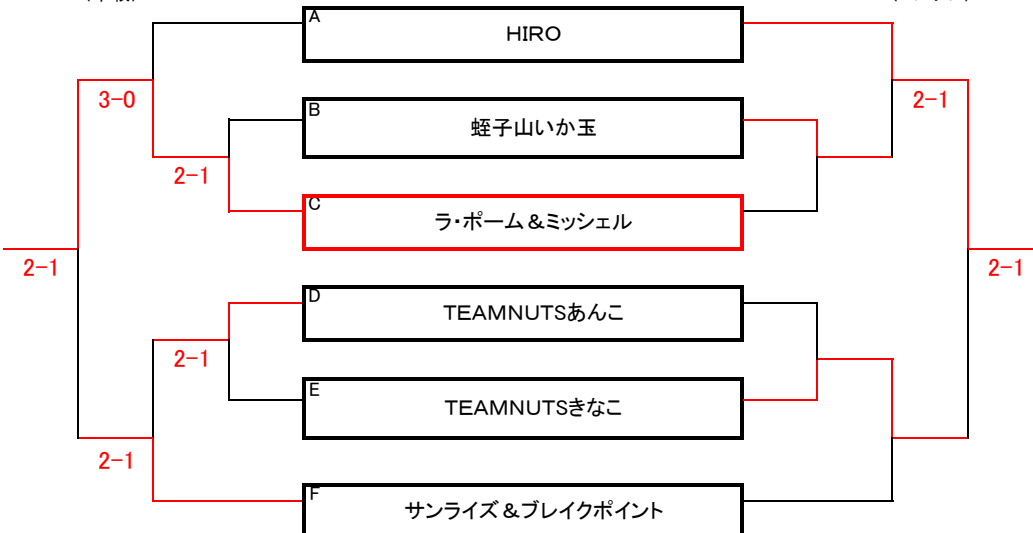 A
HIRO
3-0
2-1
B
蛭子山いか玉
2-1
C
ラ・ポーム&ミッシェル
2-1
2-1
D
TEAMNUTSあんこ
2-1
E
TEAMNUTSきなこ
2-1
F
サンライズ&ブレイクポイント